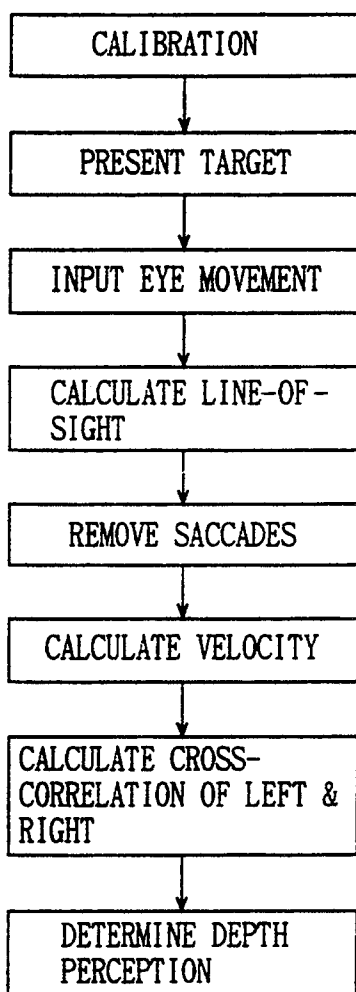 CALIBRATION
PRESENT TARGET
INPUT EYE MOVEMENT
CALCULATE LINE-OF-
SIGHT
REMOVE SACCADES
CALCULATE VELOCITY
CALCULATE CROSS-
CORRELATION OF LEFT &
RIGHT
DETERMINE DEPTH
PERCEPTION